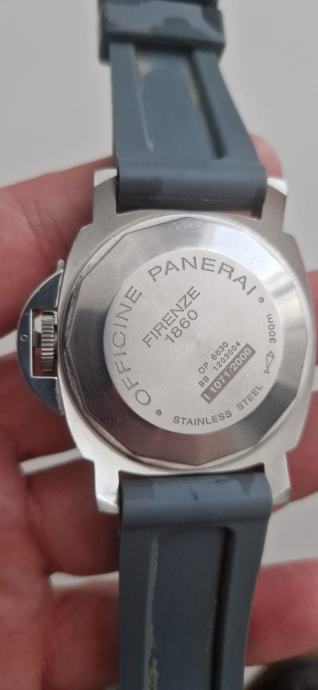 OFFICINE PANERAI
FIRENZE
1860
OP 6630
BB 1203004
I 1071/2000
300m
STAINLESS STEEL